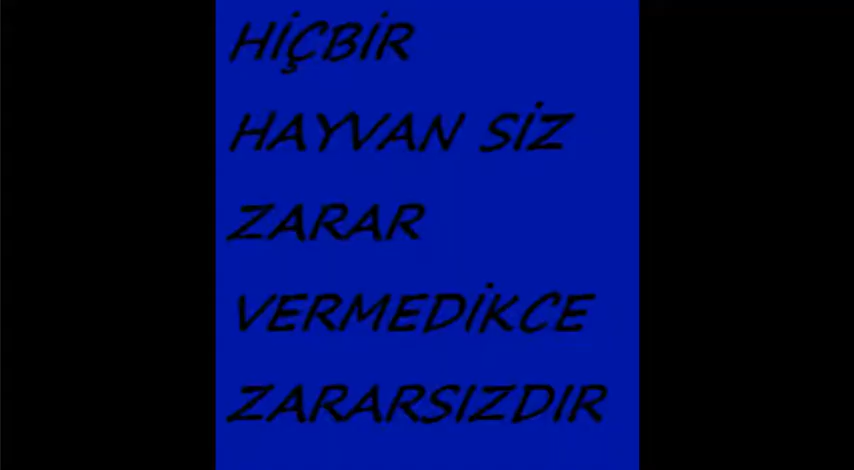 HİÇBİR
HAYVAN SİZ
ZARAR
VERMEDİKCE
ZARARSIZDIR